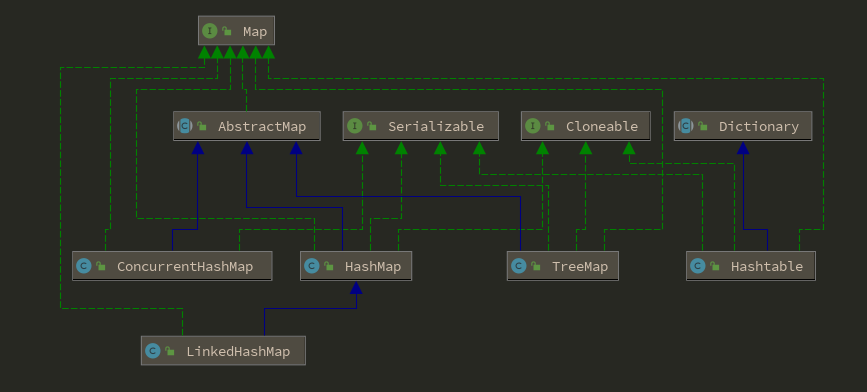 I Map
C AbstractMap I Serializable I Cloneable C Dictionary
C ConcurrentHashMap C HashMap C TreeMap C Hashtable
C LinkedHashMap